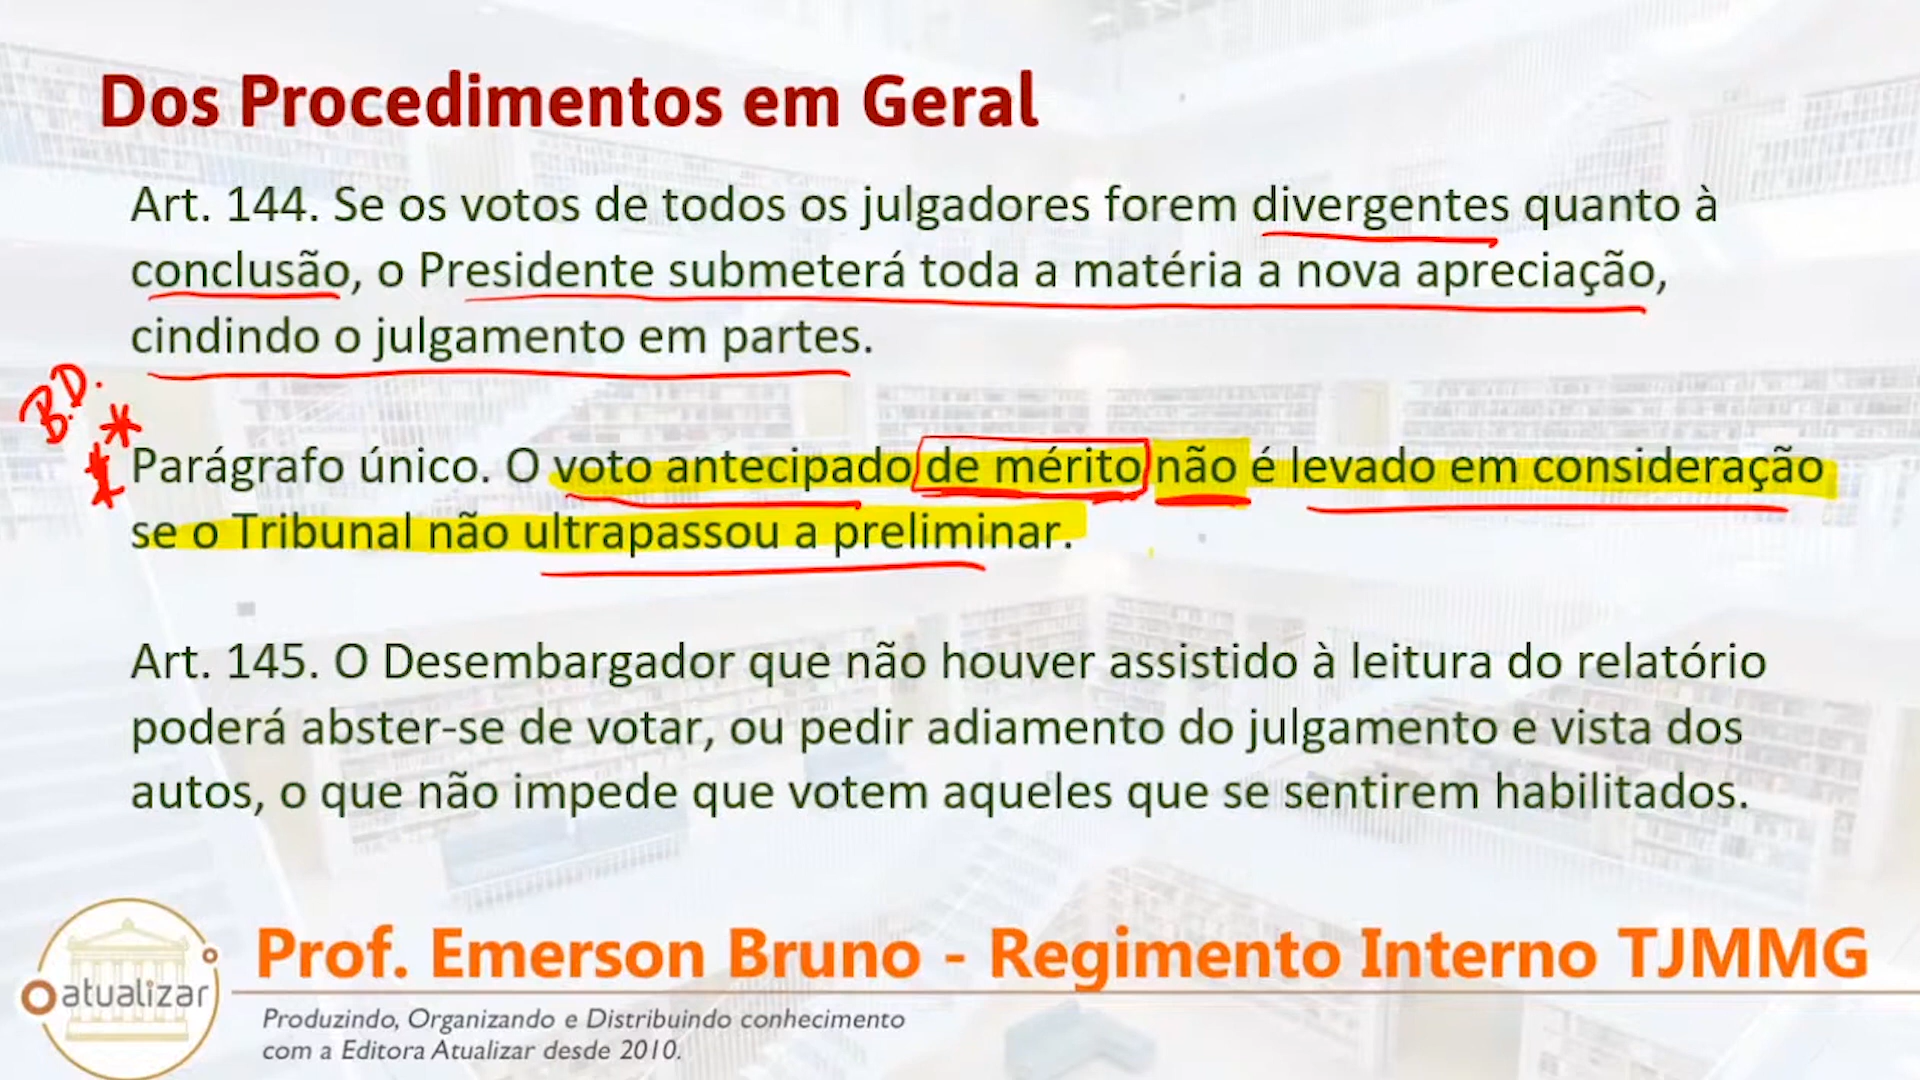 Dos Procedimentos em Geral
Art. 144. Se os votos de todos os julgadores forem divergentes quanto à
conclusão, o Presidente submeterá toda a matéria a nova apreciação,
cindindo o julgamento em partes.
B.D.
Parágrafo único. O voto antecipado de mérito não é levado em consideração
se o Tribunal não ultrapassou a preliminar.
Art. 145. O Desembargador que não houver assistido à leitura do relatório
poderá abster-se de votar, ou pedir adiamento do julgamento e vista dos
autos, o que não impede que votem aqueles que se sentirem habilitados.
atualizar
Prof. Emerson Bruno - Regimento Interno TJMMG
Produzindo, Organizando e Distribuindo conhecimento
com a Editora Atualizar desde 2010.